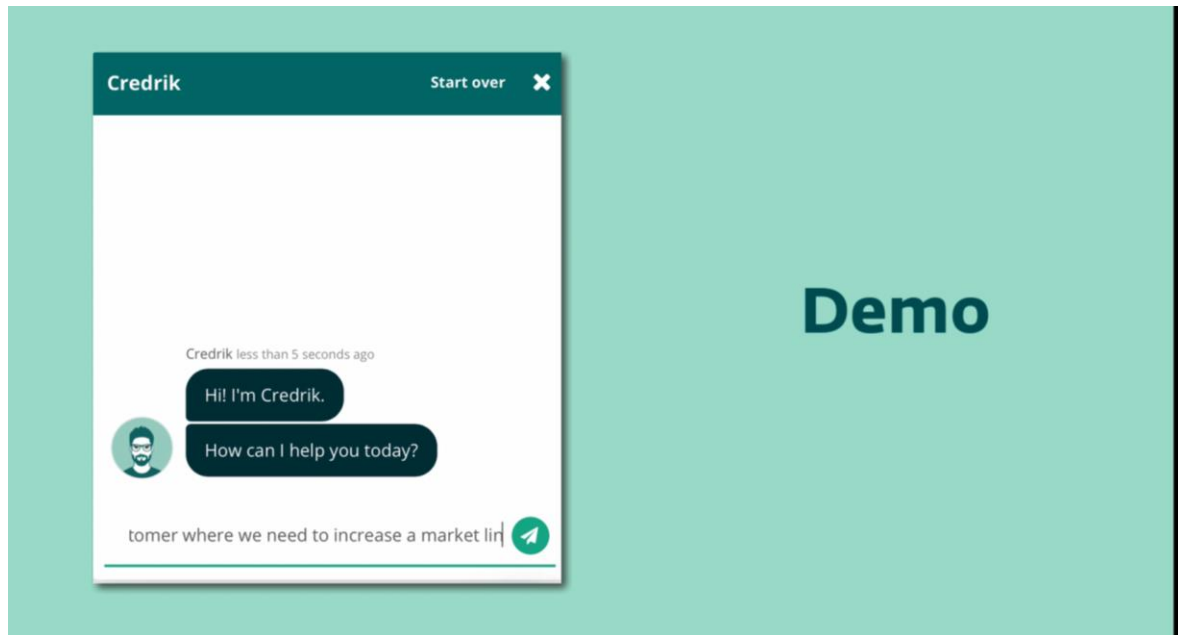 Credrik Start over
Credrik less than 5 seconds ago
Hi! I'm Credrik.
How can I help you today?
tomer where we need to increase a market lin
Demo